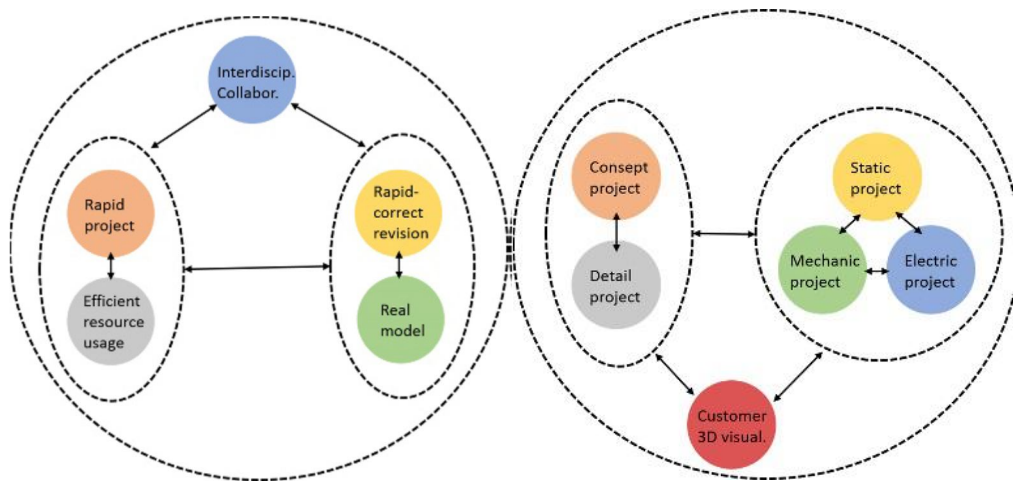 Interdiscip.
Collabor.
Rapid
project
Efficient
resource
usage
Rapid-
correct
revision
Real
model
Consept
project
Detail
project
Static
project
Mechanic
project
Electric
project
Customer
3D visual.